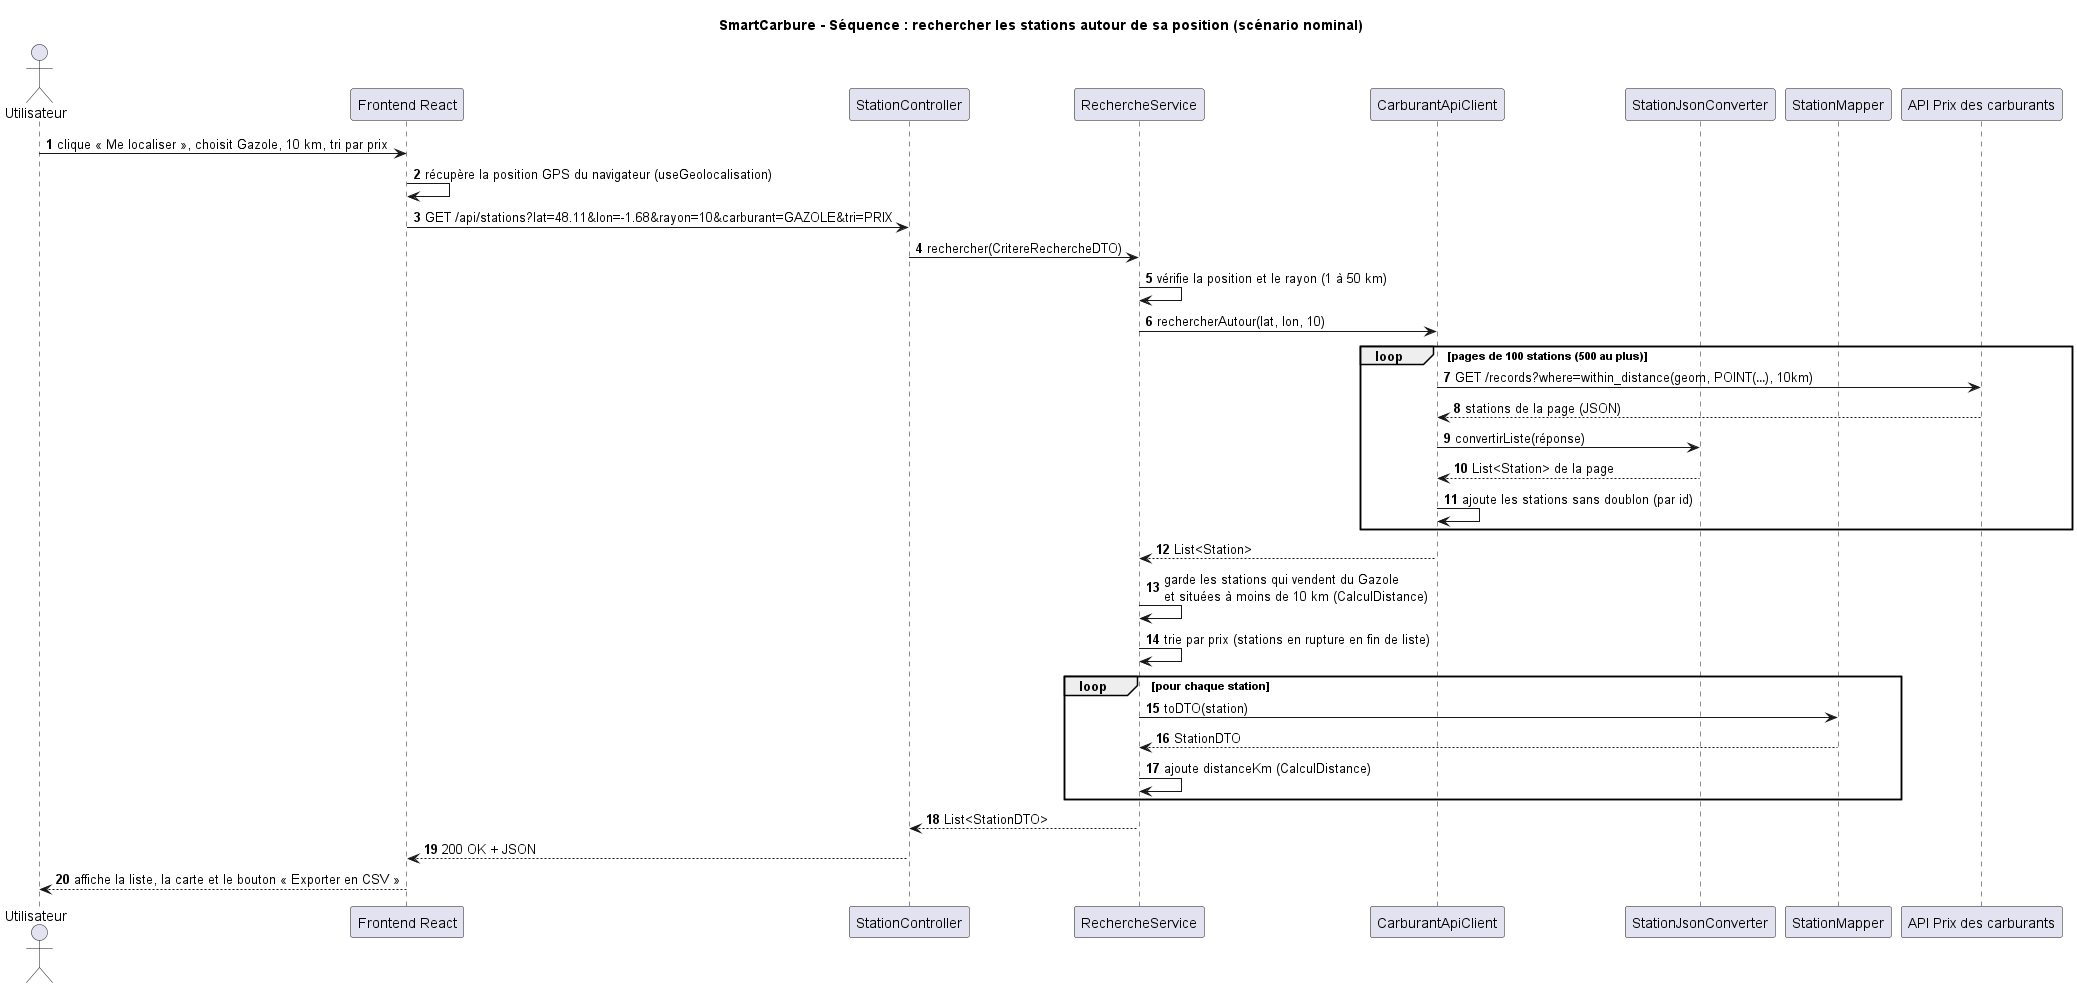 SmartCarbure - Séquence : rechercher les stations autour de sa position (scénario nominal)
Utilisateur
Frontend React
StationController
RechercheService
CarburantApiClient
StationJsonConverter
StationMapper
API Prix des carburants
1 clique « Me localiser », choisit Gazole, 10 km, tri par prix
2 récupère la position GPS du navigateur (useGeolocalisation)
3 GET /api/stations?lat=48.11&lon=-1.68&rayon=10&carburant=GAZOLE&tri=PRIX
4 rechercher(CritereRechercheDTO)
5 vérifie la position et le rayon (1 à 50 km)
6 rechercherAutour(lat, lon, 10)
loop [pages de 100 stations (500 au plus)]
7 GET /records?where=within_distance(geom, POINT(...), 10km)
8 stations de la page (JSON)
9 convertirListe(réponse)
10 List<Station> de la page
11 ajoute les stations sans doublon (par id)
12 List<Station>
13 garde les stations qui vendent du Gazole
et situées à moins de 10 km (CalculDistance)
14 trie par prix (stations en rupture en fin de liste)
loop [pour chaque station]
15 toDTO(station)
16 StationDTO
17 ajoute distanceKm (CalculDistance)
18 List<StationDTO>
19 200 OK + JSON
20 affiche la liste, la carte et le bouton « Exporter en CSV »
Utilisateur
Frontend React
StationController
RechercheService
CarburantApiClient
StationJsonConverter
StationMapper
API Prix des carburants